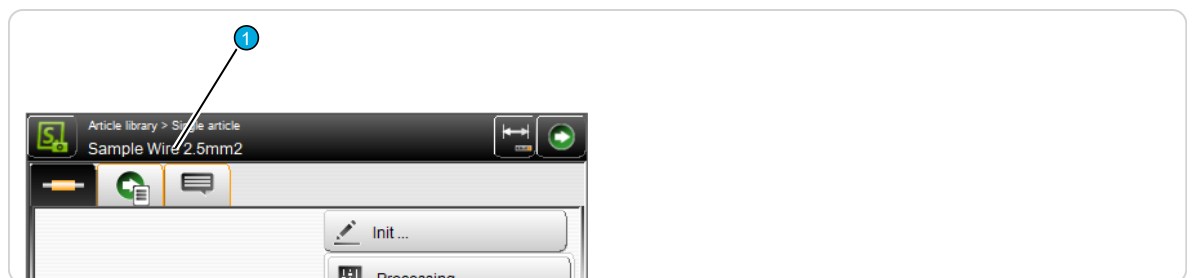 1
Article library > Single article
Sample Wire 2.5mm2
Init ...
Processing